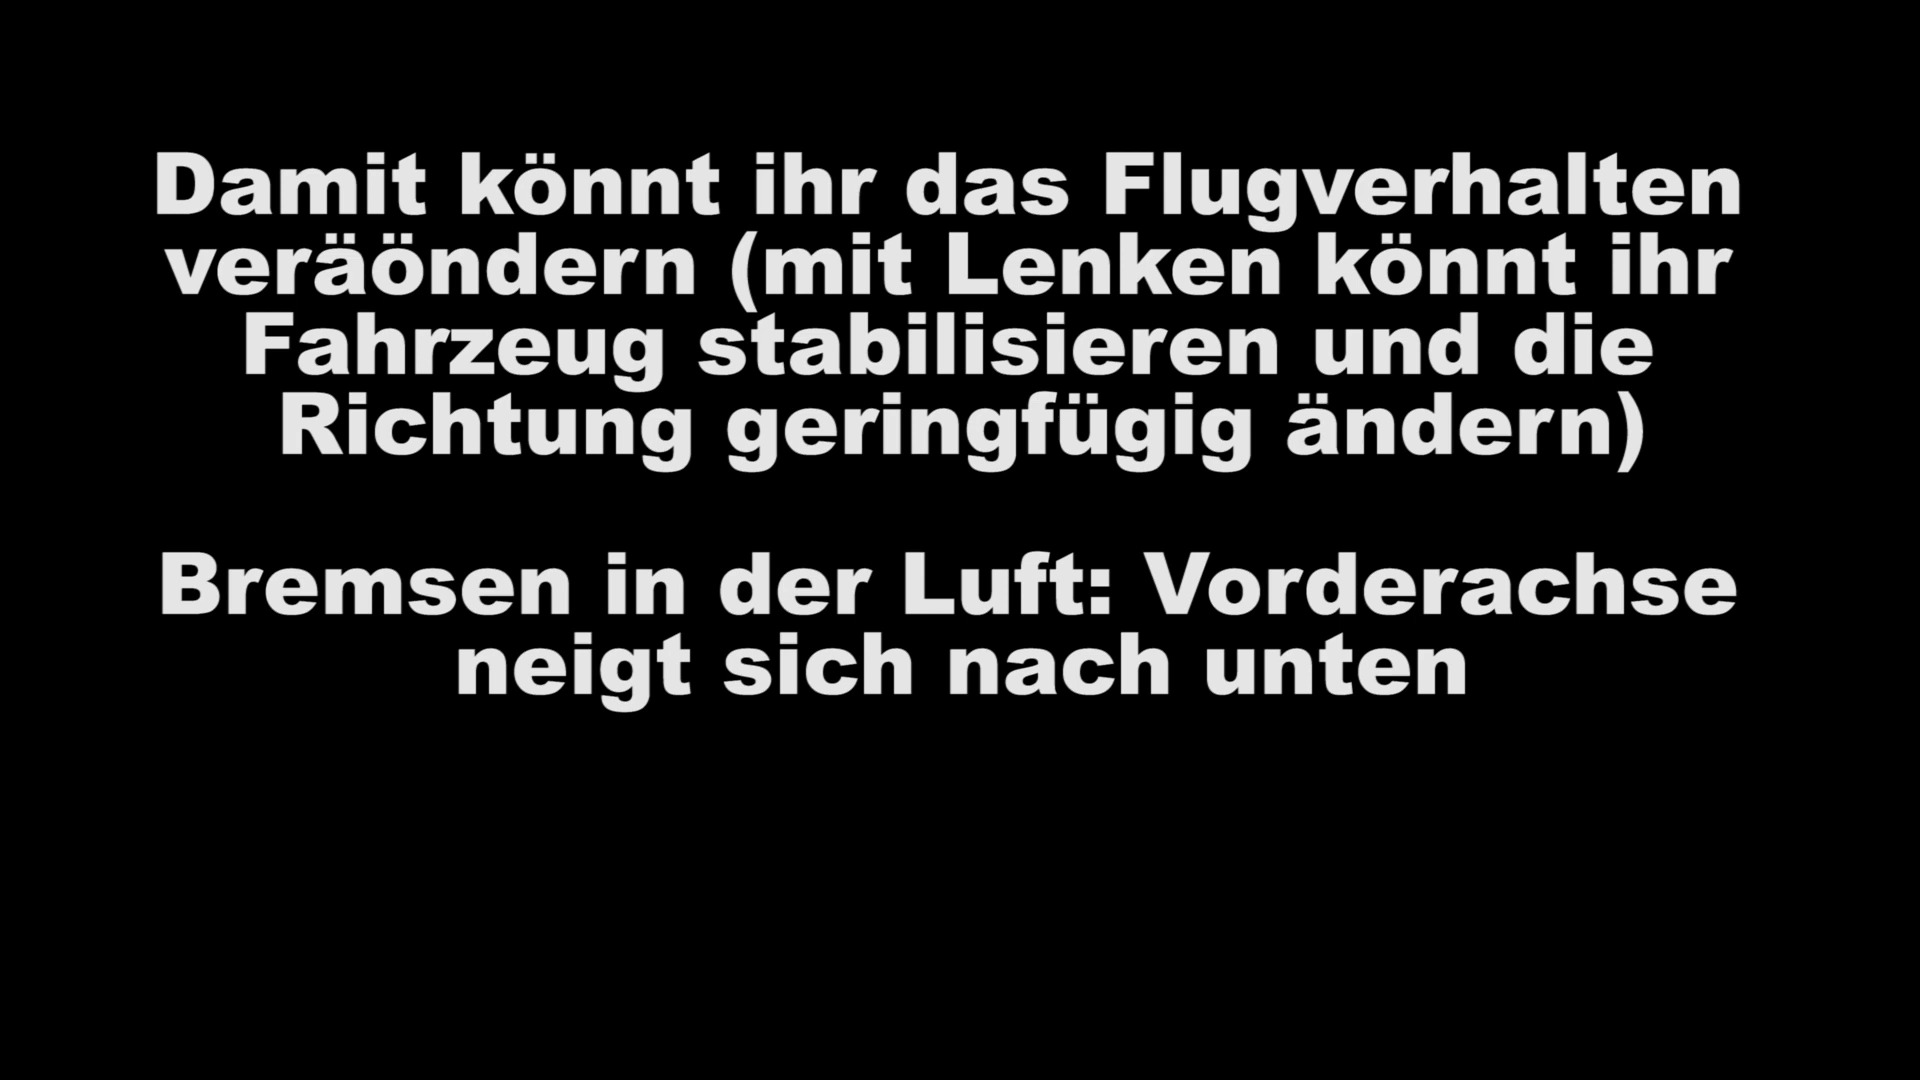 Damit könnt ihr das Flugverhalten
veräöndern (mit Lenken könnt ihr
Fahrzeug stabilisieren und die
Richtung geringfügig ändern)
Bremsen in der Luft: Vorderachse
neigt sich nach unten